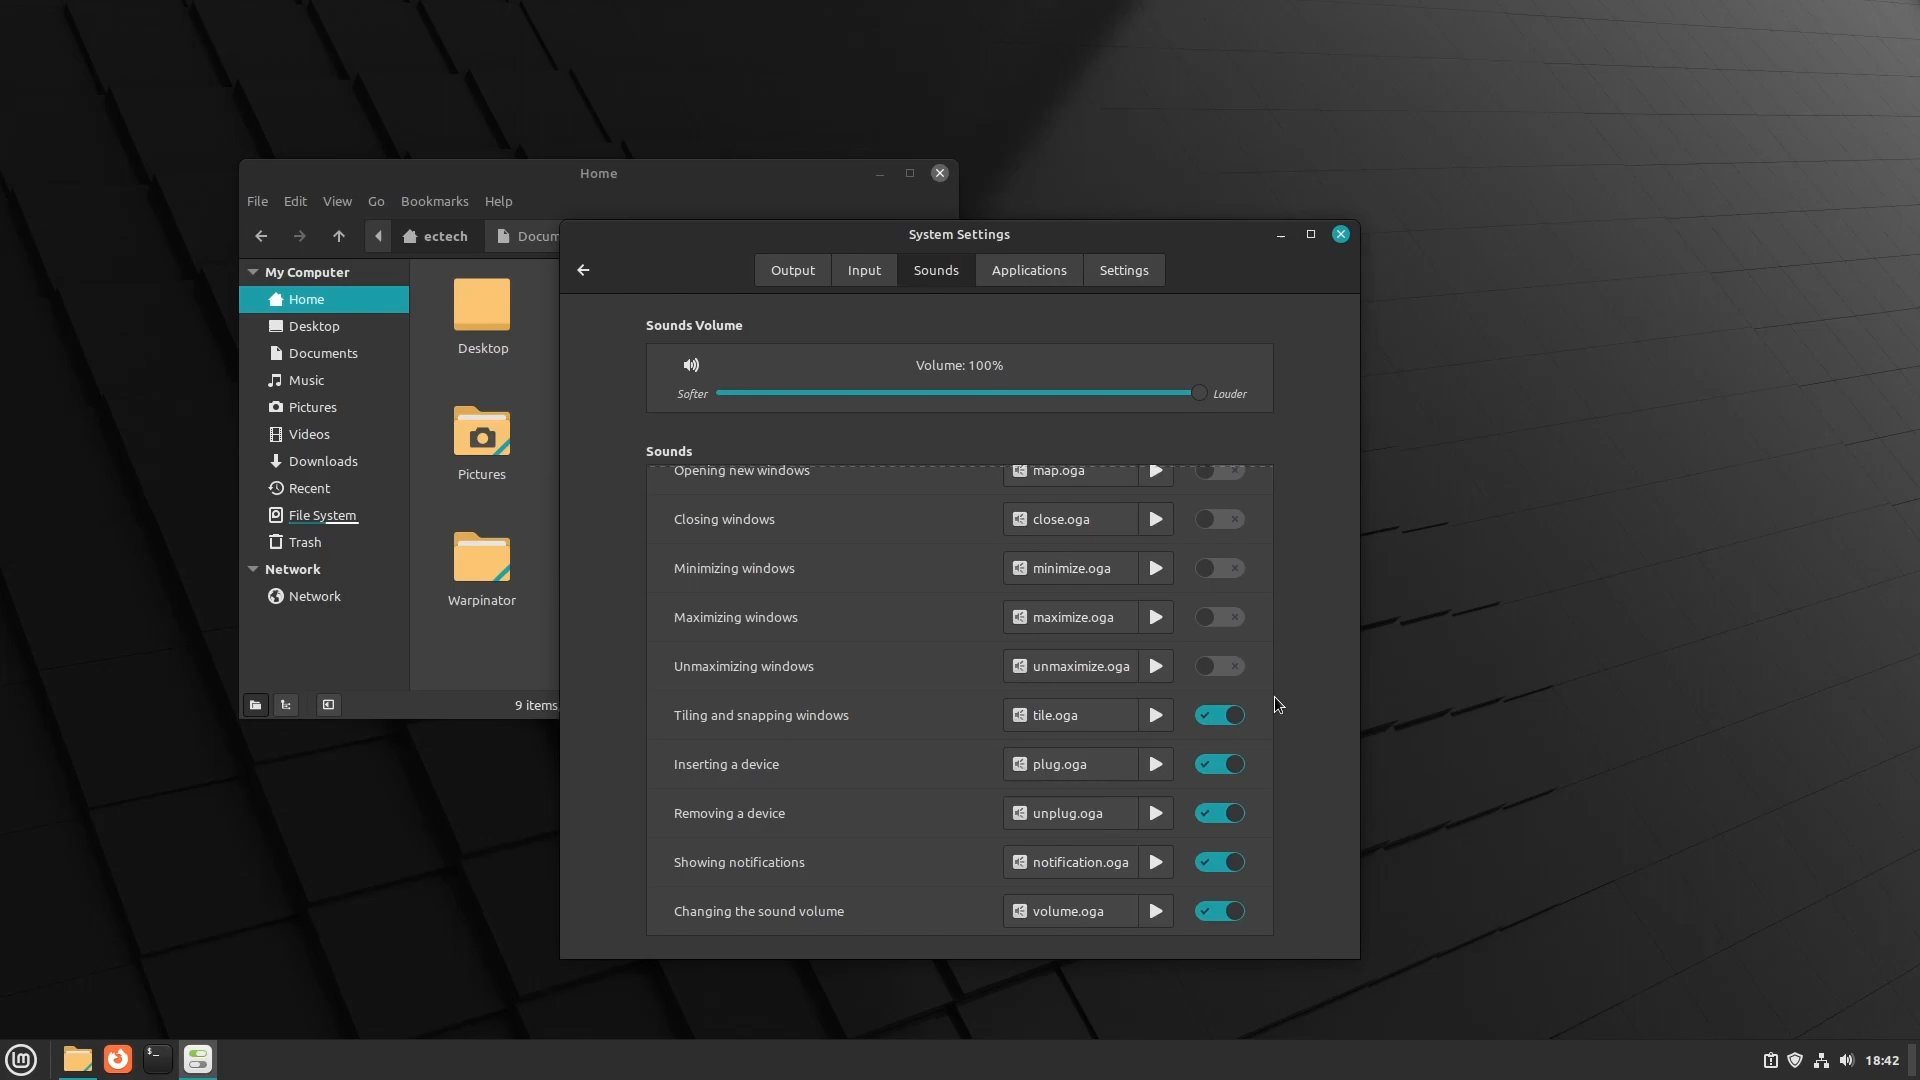 Home
File Edit View Go Bookmarks Help
ectech Docum
My Computer
Home
Desktop
Documents
Music
Pictures
Videos
Downloads
Recent
File System
Trash
Network
Network
Desktop
Pictures
Warpinator
9 items
System Settings
Output Input Sounds Applications Settings
Sounds Volume
Volume: 100%
Softer Louder
Sounds
Opening new windows map.oga
Closing windows close.oga
Minimizing windows minimize.oga
Maximizing windows maximize.oga
Unmaximizing windows unmaximize.oga
Tiling and snapping windows tile.oga
Inserting a device plug.oga
Removing a device unplug.oga
Showing notifications notification.oga
Changing the sound volume volume.oga
18:42